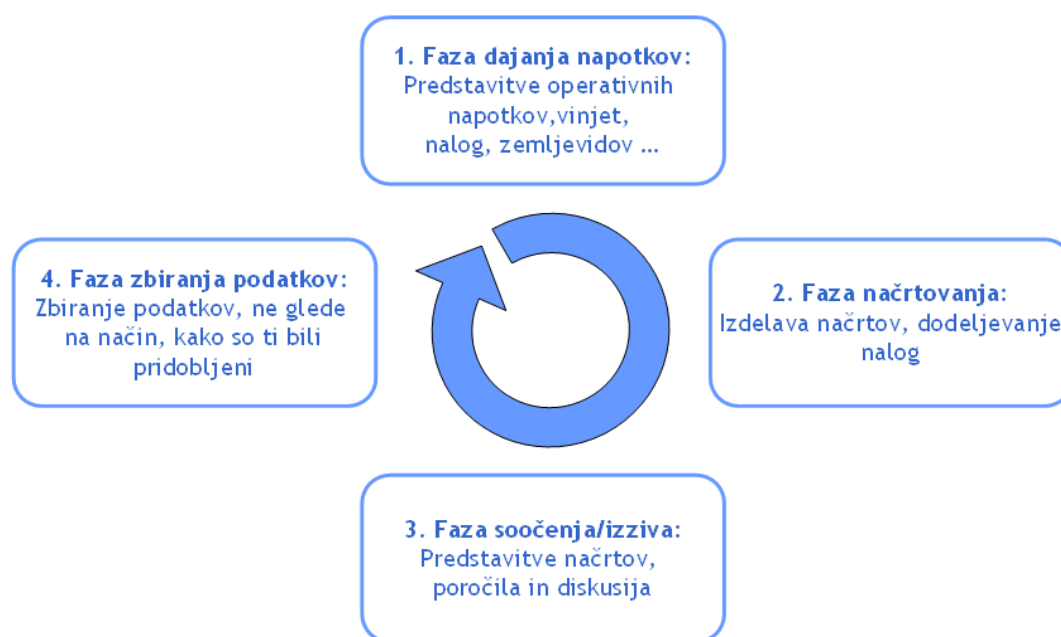 1. Faza dajanja napotkov:
Predstavitve operativnih
napotkov,vinjet,
nalog, zemljevidov ...
2. Faza načrtovanja:
Izdelava načrtov, dodeljevanje
nalog
3. Faza soočenja/izziva:
Predstavitve načrtov,
poročila in diskusija
4. Faza zbiranja podatkov:
Zbiranje podatkov, ne glede
na način, kako so ti bili
pridobljeni